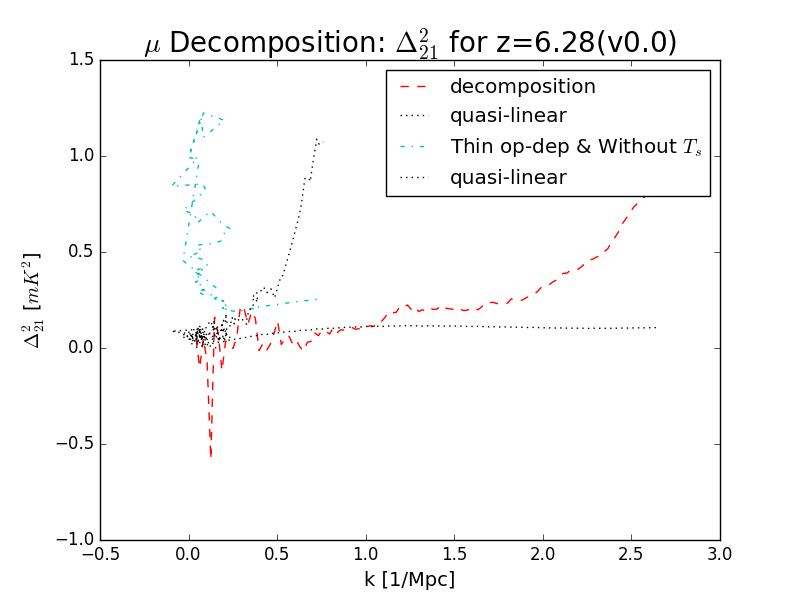 μ Decomposition: Δ²₂₁ for z=6.28(v0.0)
1.5
1.0
0.5
0.0
−0.5
−1.0
Δ²₂₁ [mK²]
decomposition
quasi-linear
Thin op-dep & Without Tₛ
quasi-linear
−0.5
0.0
0.5
1.0
1.5
2.0
2.5
3.0
k [1/Mpc]